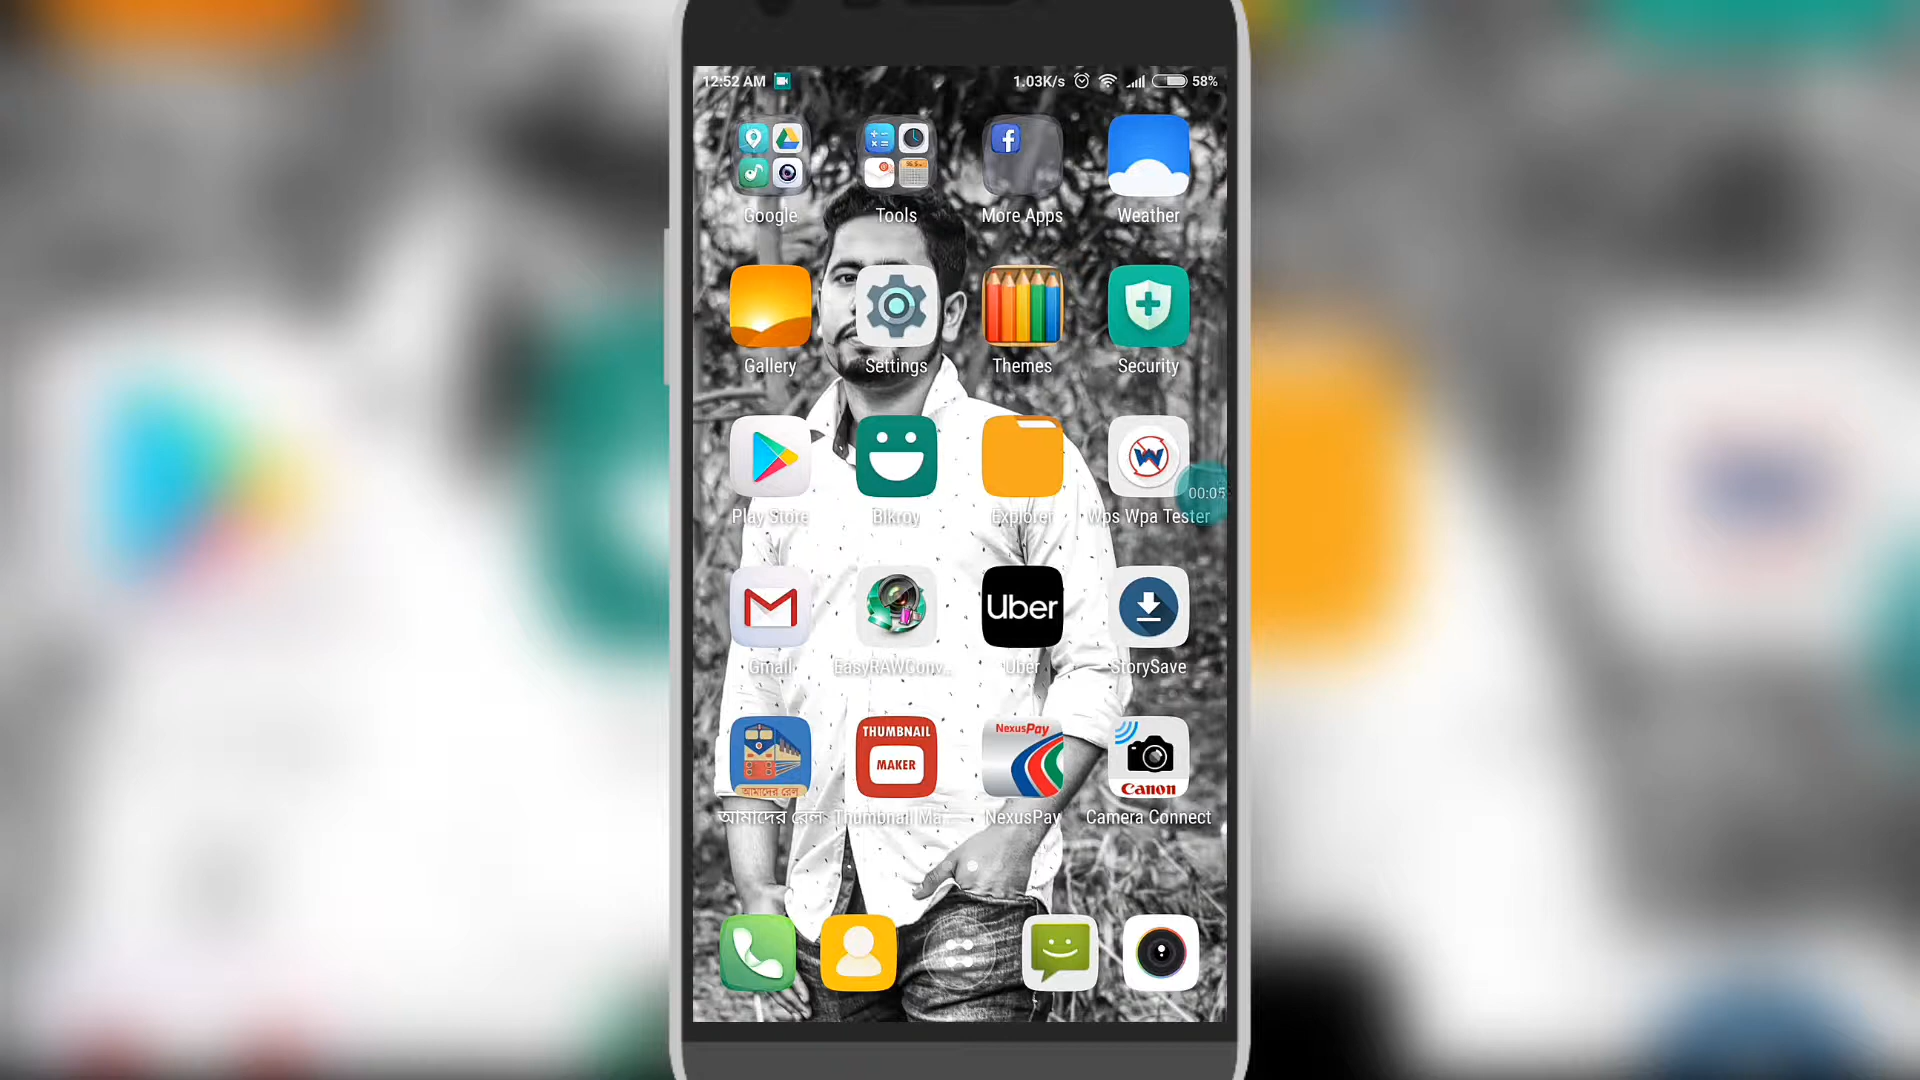 12:52 AM 1.03K/s 58%
Google Tools More Apps Weather
Gallery Settings Themes Security
00:05
Play Store Bikroy Explorer Wps Wpa Tester
Uber
Gmail EasyRAWConv... Uber StorySave
THUMBNAIL NexusPay
MAKER
আমাদের রেল Canon
আমাদের রেল Thumbnail Ma... NexusPay Camera Connect